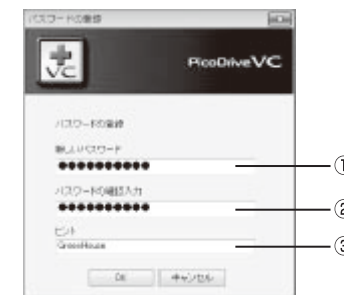 パスワードの登録
VC
PicoDriveVC
パスワードの登録
新しいパスワード
●●●●●●●●●●
①
パスワードの確認入力
●●●●●●●●●●
②
ヒント
GreenHouse
③
OK キャンセル